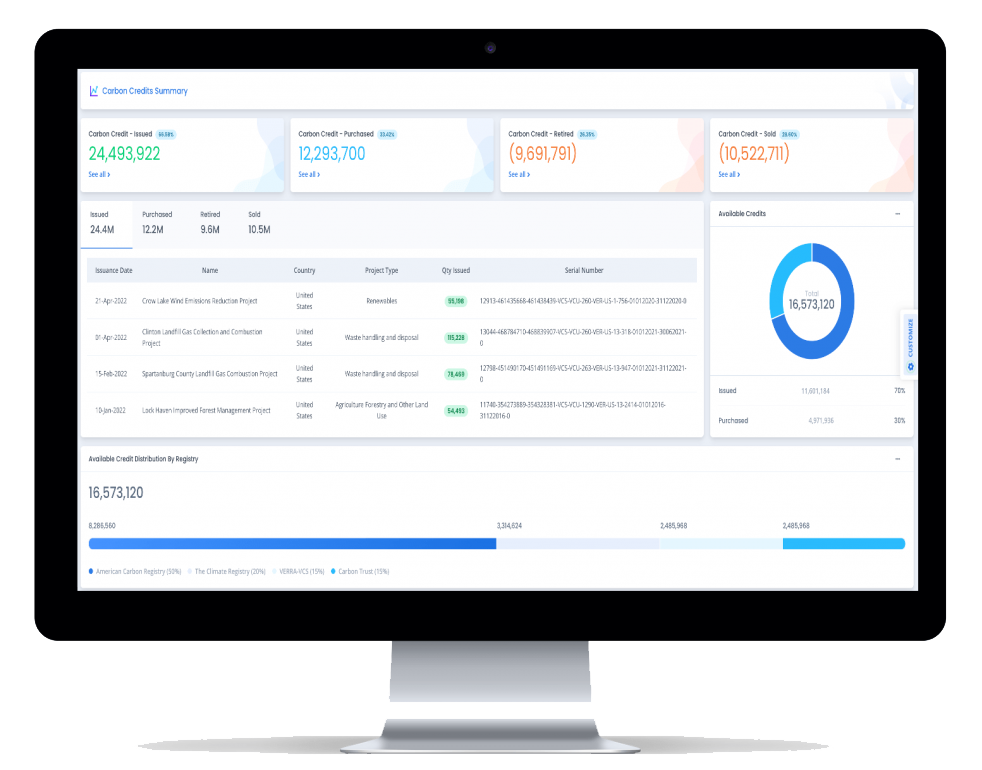 Carbon Credits Summary
Carbon Credit - Issued 66.58%
24,493,922
See all >
Carbon Credit - Purchased 33.42%
12,293,700
See all >
Carbon Credit - Retired 26.35%
(9,691,791)
See all >
Carbon Credit - Sold 28.60%
(10,522,711)
See all >
Issued Purchased Retired Sold
24.4M 12.2M 9.6M 10.5M
Issuance Date Name Country Project Type Qty Issued Serial Number
21-Apr-2022 Crow Lake Wind Emissions Reduction Project United States Renewables 95,198 12913-461435668-461438439-VCS-VCU-260-VER-US-1-756-01012020-31122020-0
01-Apr-2022 Clinton Landfill Gas Collection and Combustion Project United States Waste handling and disposal 115,228 13044-468784710-468839907-VCS-VCU-260-VER-US-13-318-01012021-30062021-0
15-Feb-2022 Spartanburg County Landfill Gas Combustion Project United States Waste handling and disposal 78,468 12798-451490170-451491169-VCS-VCU-263-VER-US-13-947-01012021-31122021-0
10-Jan-2022 Lock Haven Improved Forest Management Project United States Agriculture Forestry and Other Land Use 54,493 11740-354273889-354328381-VCS-VCU-1290-VER-US-13-2414-01012016-31122016-0
Available Credits ...
Total
16,573,120
CUSTOMIZE
Issued 11,601,184 70%
Purchased 4,971,936 30%
Available Credit Distribution By Registry ...
16,573,120
8,286,560 3,314,624 2,485,968 2,485,968
American Carbon Registry (50%) The Climate Registry (20%) VERRA-VCS (15%) Carbon Trust (15%)